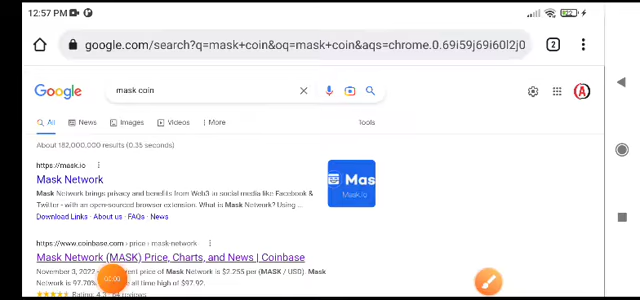 12:57 PM
google.com/search?q=mask+coin&oq=mask+coin&aqs=chrome.0.69i59j69i60l2j0
2
Google
mask coin
A
All
News
Images
Videos
More
Tools
About 182,000,000 results (0.35 seconds)
https://mask.io
Mask Network
Mask Network brings privacy and benefits from Web3 to social media like Facebook &
Twitter - with an open-sourced browser extension. What is Mask Network? Using ...
Download Links · About us · FAQs · News
Mas
Mask.io
https://www.coinbase.com › price › mask-network
Mask Network (MASK) Price, Charts, and News | Coinbase
November 3, 2022 ent price of Mask Network is $2.255 per (MASK / USD). Mask
Network is 97.70% e all time high of $97.92.
00:00
Rating, 4.3 64 reviews